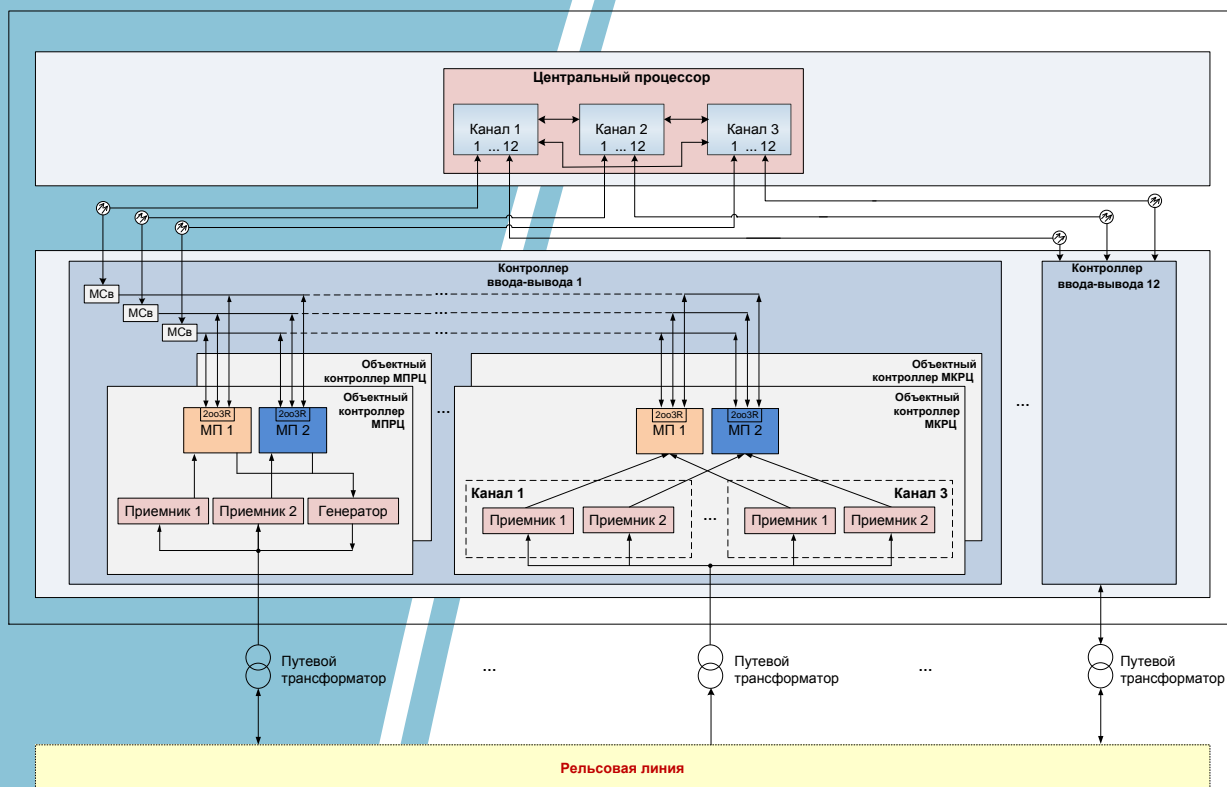 Центральный процессор
Канал 1
1 ... 12
Канал 2
1 ... 12
Канал 3
1 ... 12
Контроллер
ввода-вывода 1
Контроллер
ввода-вывода 12
МСв
МСв
МСв
...
...
...
Объектный
контроллер МПРЦ
Объектный
контроллер
МПРЦ
2oo3R
МП 1
2oo3R
МП 2
Приемник 1
Приемник 2
Генератор
...
Объектный
контроллер МКРЦ
Объектный
контроллер
МКРЦ
2oo3R
МП 1
2oo3R
МП 2
Канал 1
Приемник 1
Приемник 2
...
Канал 3
Приемник 1
Приемник 2
...
Путевой
трансформатор
...
Путевой
трансформатор
...
Путевой
трансформатор
Рельсовая линия